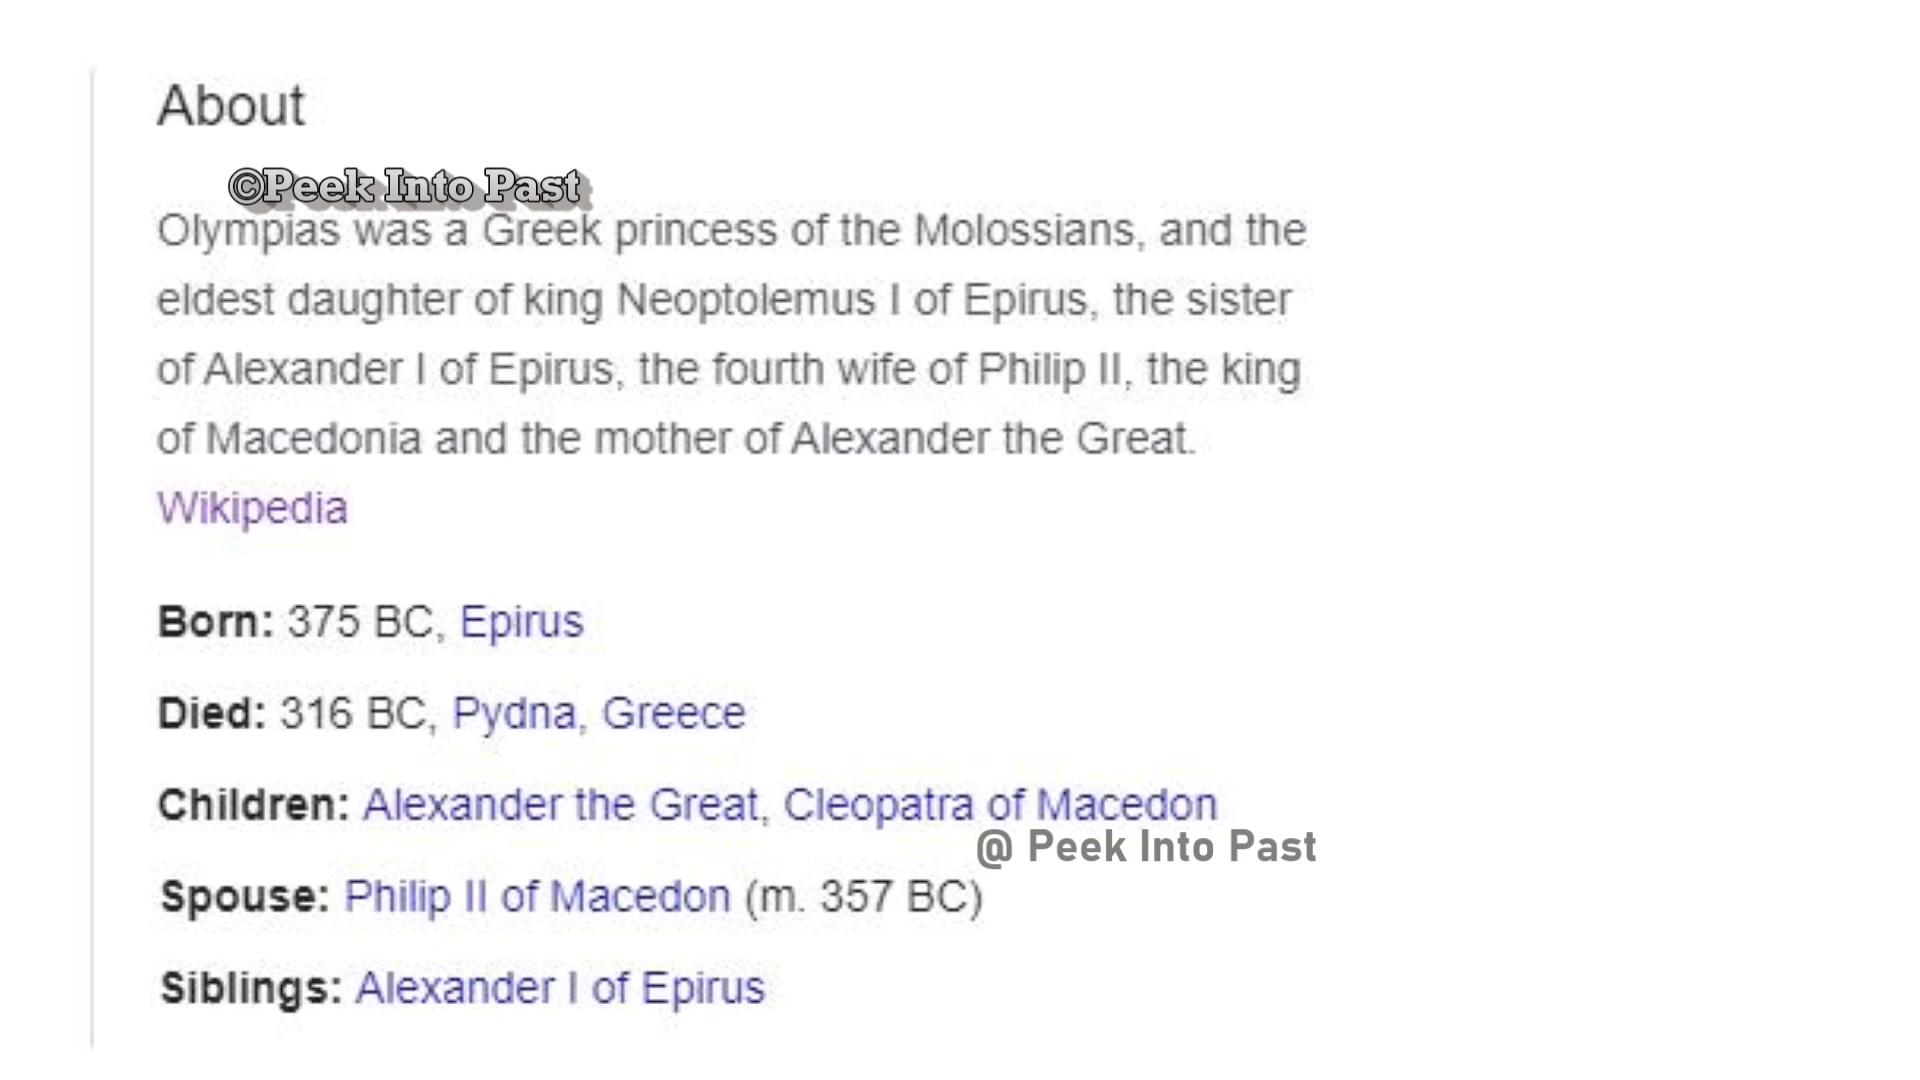 About
©Peek Into Past
Olympias was a Greek princess of the Molossians, and the
eldest daughter of king Neoptolemus I of Epirus, the sister
of Alexander I of Epirus, the fourth wife of Philip II, the king
of Macedonia and the mother of Alexander the Great.
Wikipedia
Born: 375 BC, Epirus
Died: 316 BC, Pydna, Greece
Children: Alexander the Great, Cleopatra of Macedon
@ Peek Into Past
Spouse: Philip II of Macedon (m. 357 BC)
Siblings: Alexander I of Epirus